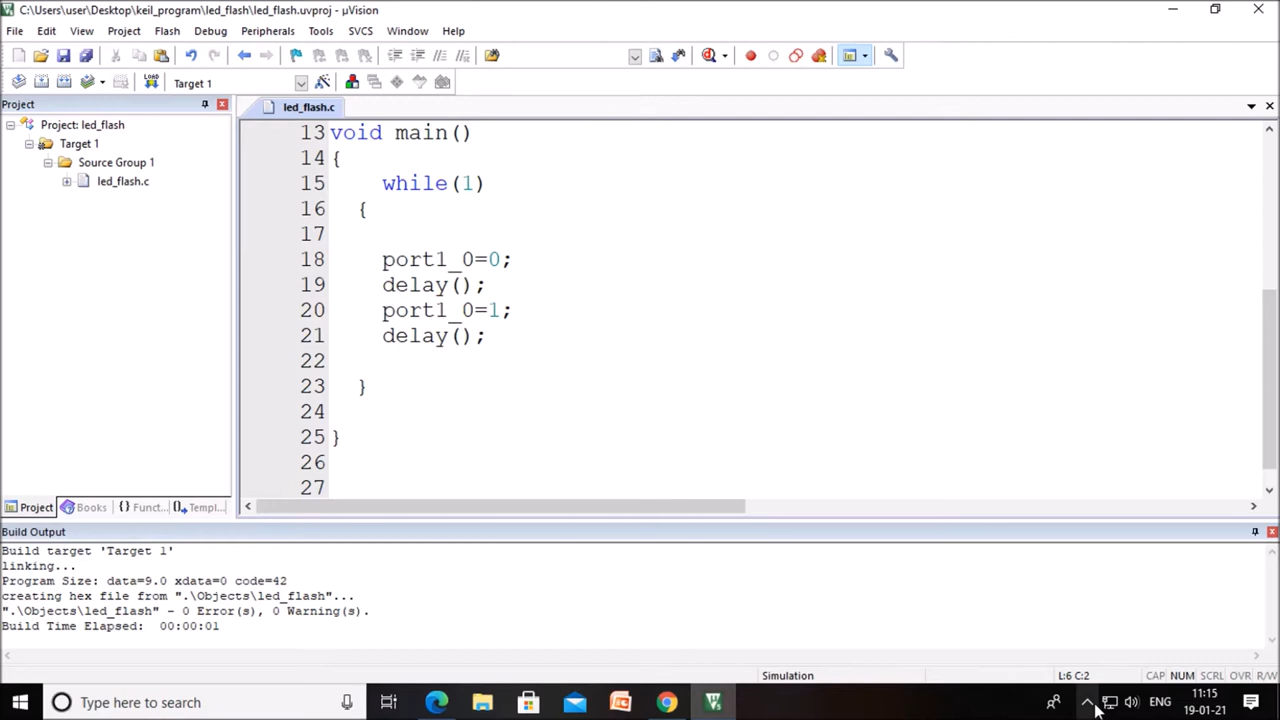 C:\Users\user\Desktop\keil_program\led_flash\led_flash.uvproj - µVision
File Edit View Project Flash Debug Peripherals Tools SVCS Window Help
LOAD Target 1
Project
led_flash.c
Project: led_flash
Target 1
Source Group 1
led_flash.c
13 void main()
14 {
15 while(1)
16 {
17
18 port1_0=0;
19 delay();
20 port1_0=1;
21 delay();
22
23 }
24
25 }
26
27
Project Books {} Funct... Templ...
Build Output
Build target 'Target 1'
linking...
Program Size: data=9.0 xdata=0 code=42
creating hex file from ".\Objects\led_flash"...
".\Objects\led_flash" - 0 Error(s), 0 Warning(s).
Build Time Elapsed:  00:00:01
Simulation L:6 C:2 CAP NUM SCRL OVR R/W
Type here to search
ENG
11:15
19-01-21